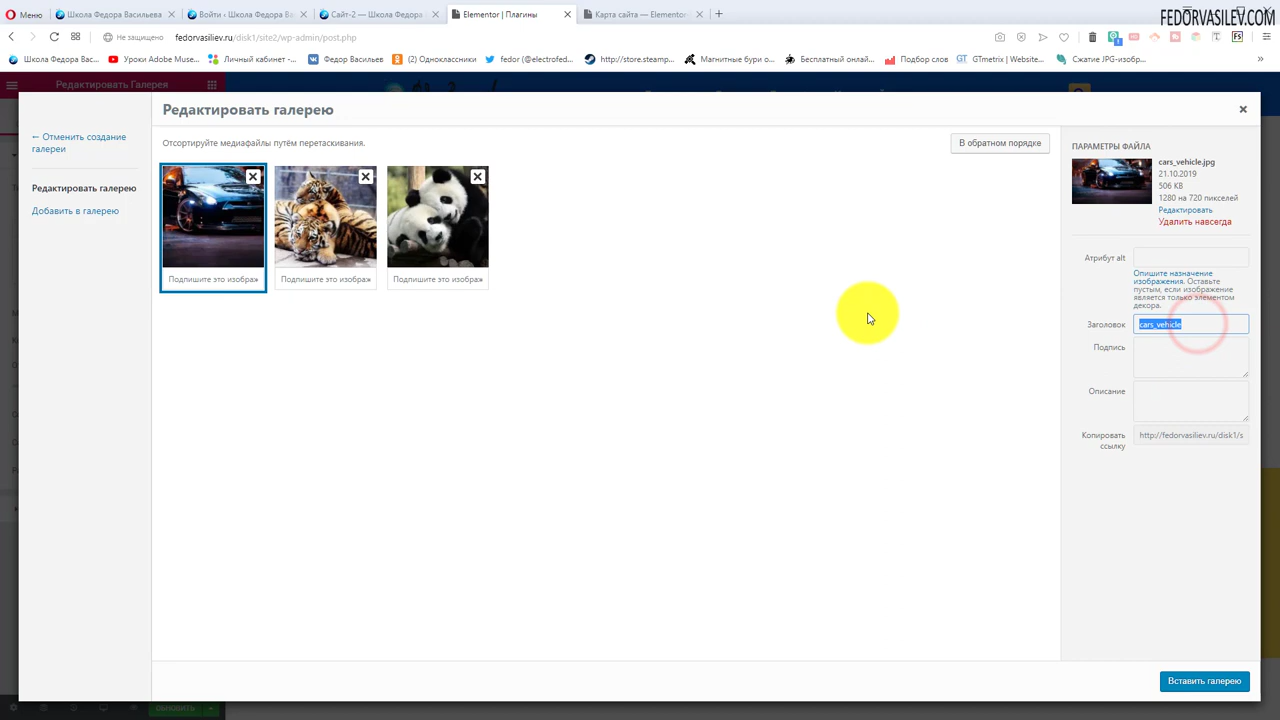 Меню
Школа Федора Васильева
Войти ‹ Школа Федора Ва
Сайт-2 — Школа Федора
Elementor | Плагины
Карта сайта — Elementor
FEDORVASILEV.COM
Не защищено
fedorvasiliev.ru/disk1/site2/wp-admin/post.php
Школа Федора Вас...
Уроки Adobe Muse...
Личный кабинет -...
Федор Васильев
(2) Одноклассники
fedor (@electrofed...
http://store.steamp...
Магнитные бури о...
Бесплатный онлай...
Подбор слов
GTmetrix | Website...
Сжатие JPG-изобр...
Редактировать Галерея
Редактировать галерею
← Отменить создание
галереи
Редактировать галерею
Добавить в галерею
Отсортируйте медиафайлы путём перетаскивания.
В обратном порядке
Подпишите это изображ
Подпишите это изображ
Подпишите это изображ
ПАРАМЕТРЫ ФАЙЛА
cars_vehicle.jpg
21.10.2019
506 KB
1280 на 720 пикселей
Редактировать
Удалить навсегда
Атрибут alt
Опишите назначение
изображения. Оставьте
пустым, если изображение
является только элементом
декора.
Заголовок
cars_vehicle
Подпись
Описание
Копировать
ссылку
http://fedorvasiliev.ru/disk1/s
Вставить галерею
ОБНОВИТЬ